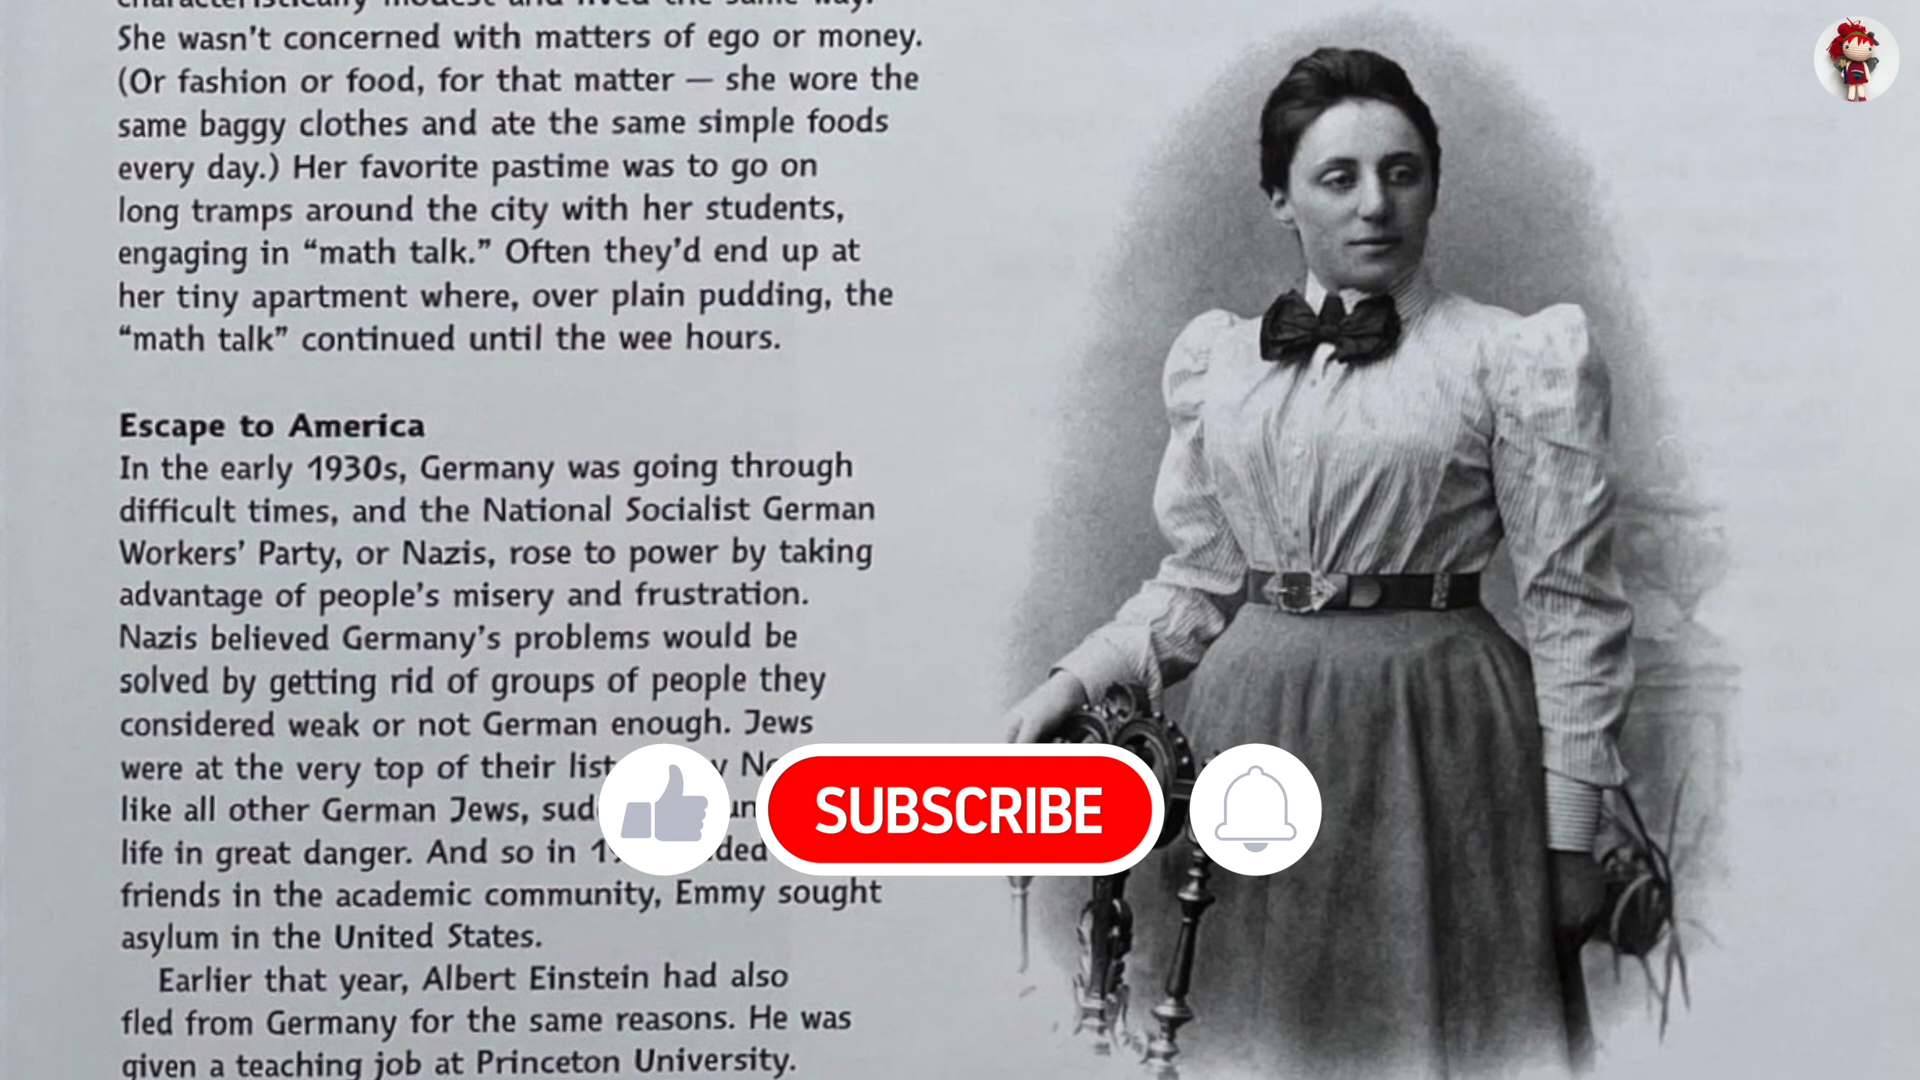 characteristically modest and lived the same way.
She wasn't concerned with matters of ego or money.
(Or fashion or food, for that matter — she wore the
same baggy clothes and ate the same simple foods
every day.) Her favorite pastime was to go on
long tramps around the city with her students,
engaging in “math talk.” Often they'd end up at
her tiny apartment where, over plain pudding, the
“math talk” continued until the wee hours.
Escape to America
In the early 1930s, Germany was going through
difficult times, and the National Socialist German
Workers' Party, or Nazis, rose to power by taking
advantage of people's misery and frustration.
Nazis believed Germany's problems would be
solved by getting rid of groups of people they
considered weak or not German enough. Jews
were at the very top of their list
like all other German Jews,
life in great danger. And so in
friends in the academic community, Emmy sought
asylum in the United States.
Earlier that year, Albert Einstein had also
fled from Germany for the same reasons. He was
given a teaching job at Princeton University.
SUBSCRIBE